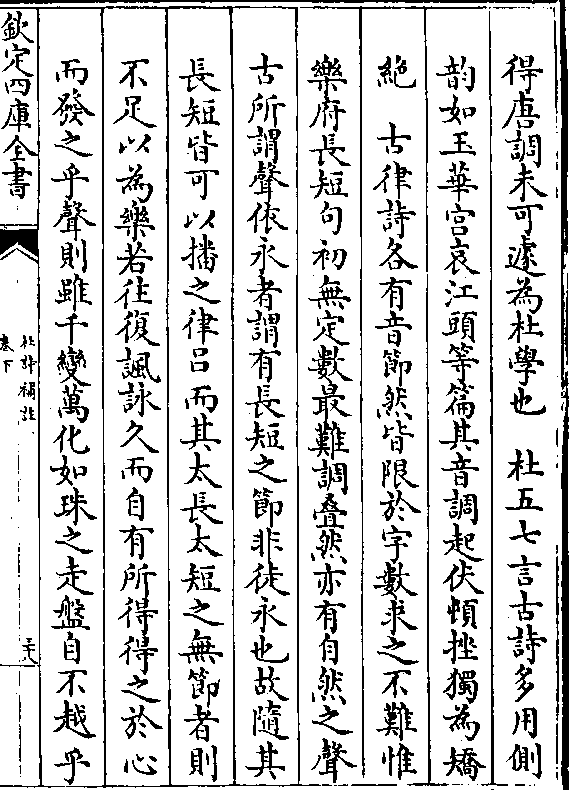 得唐調未可遽為杜學也　杜五七言古詩多用側
韵如玉華宫哀江頭等篇其音調起伏頓挫獨為矯
絶　古律詩各有音節然皆限於字數求之不難惟
樂府長短句初無定數最難調叠然亦有自然之聲
古所謂聲依永者謂有長短之節非徒永也故隨其
長短皆可以播之律吕而其太長太短之無節者則
不足以為樂若往復諷詠久而自有所得得之於心
而發之乎聲則雖千變萬化如珠之走盤自不越乎
欽定四庫全書
杜詩攟註
卷下
三十八